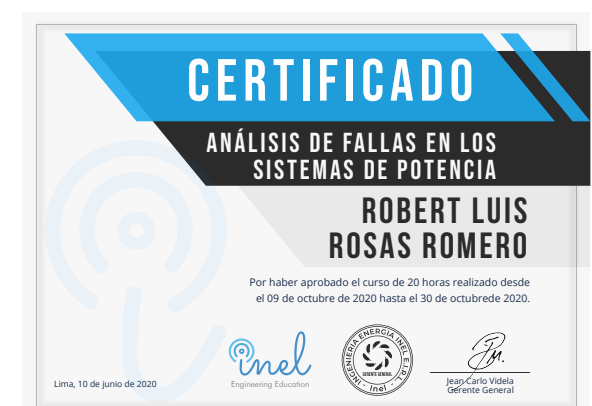 CERTIFICADO
ANÁLISIS DE FALLAS EN LOS
SISTEMAS DE POTENCIA
ROBERT LUIS
ROSAS ROMERO
Por haber aprobado el curso de 20 horas realizado desde
el 09 de octubre de 2020 hasta el 30 de octubrede 2020.
inel
Engineering Education
INGENIERIA ENERGIA INEL E.I.R.L.
GERENTE GENERAL
Inel
Lima, 10 de junio de 2020
Jean Carlo Videla
Gerente General